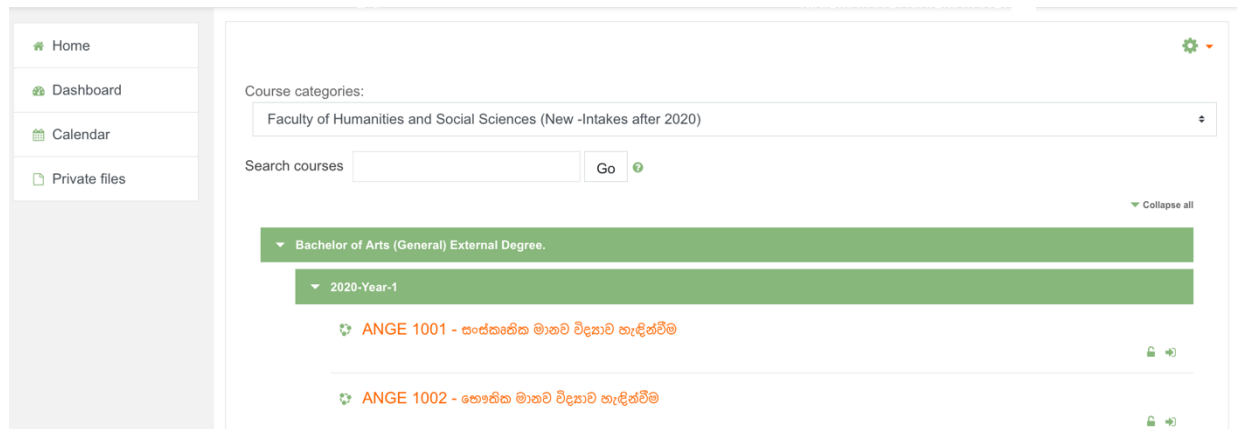 Home
Dashboard
Calendar
Private files
Course categories:
Faculty of Humanities and Social Sciences (New -Intakes after 2020)
Search courses
Go
Collapse all
Bachelor of Arts (General) External Degree.
2020-Year-1
ANGE 1001 - සංස්කෘතික මානව විද්‍යාව හැඳින්වීම
ANGE 1002 - භෞතික මානව විද්‍යාව හැඳින්වීම